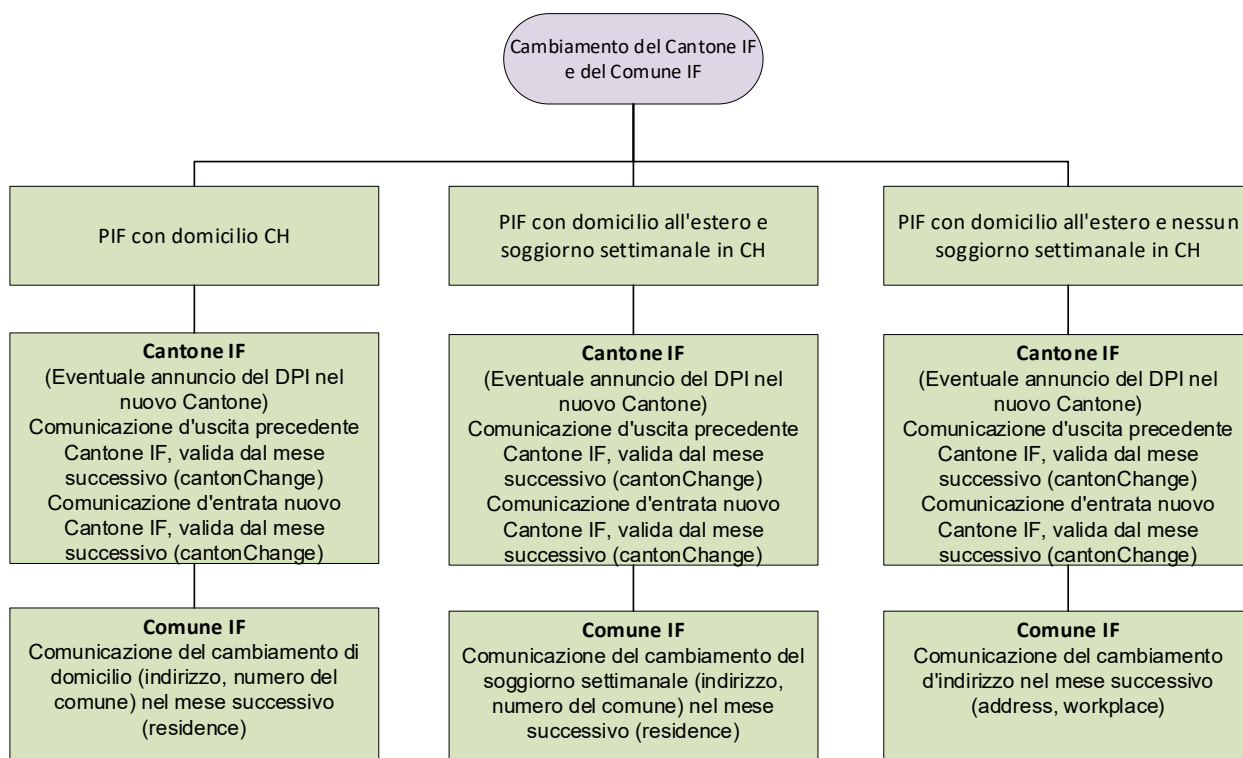 Cambiamento del Cantone IF
e del Comune IF
PIF con domicilio CH
PIF con domicilio all'estero e
soggiorno settimanale in CH
PIF con domicilio all'estero e nessun
soggiorno settimanale in CH
Cantone IF
(Eventuale annuncio del DPI nel
nuovo Cantone)
Comunicazione d'uscita precedente
Cantone IF, valida dal mese
successivo (cantonChange)
Comunicazione d'entrata nuovo
Cantone IF, valida dal mese
successivo (cantonChange)
Cantone IF
(Eventuale annuncio del DPI nel
nuovo Cantone)
Comunicazione d'uscita precedente
Cantone IF, valida dal mese
successivo (cantonChange)
Comunicazione d'entrata nuovo
Cantone IF, valida dal mese
successivo (cantonChange)
Cantone IF
(Eventuale annuncio del DPI nel
nuovo Cantone)
Comunicazione d'uscita precedente
Cantone IF, valida dal mese
successivo (cantonChange)
Comunicazione d'entrata nuovo
Cantone IF, valida dal mese
successivo (cantonChange)
Comune IF
Comunicazione del cambiamento di
domicilio (indirizzo, numero del
comune) nel mese successivo
(residence)
Comune IF
Comunicazione del cambiamento del
soggiorno settimanale (indirizzo,
numero del comune) nel mese
successivo (residence)
Comune IF
Comunicazione del cambiamento
d'indirizzo nel mese successivo
(address, workplace)